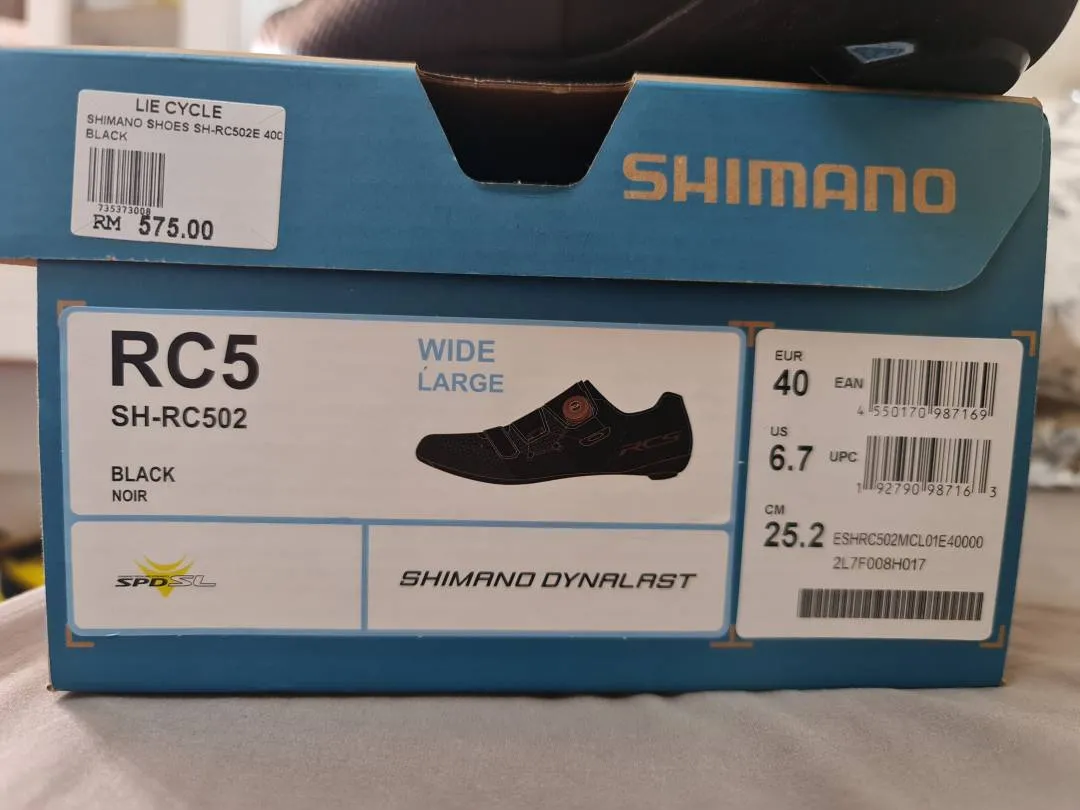 LIE CYCLE
SHIMANO SHOES SH-RC502E 400
BLACK
735373008
RM 575.00
SHIMANO
RC5
SH-RC502
BLACK
NOIR
WIDE
LARGE
RC5
SPD-SL
SHIMANO DYNALAST
EUR
40
EAN
4 550170 987169
US
6.7
UPC
1 92790 98716 3
CM
25.2
ESHRC502MCL01E40000
2L7F008H017